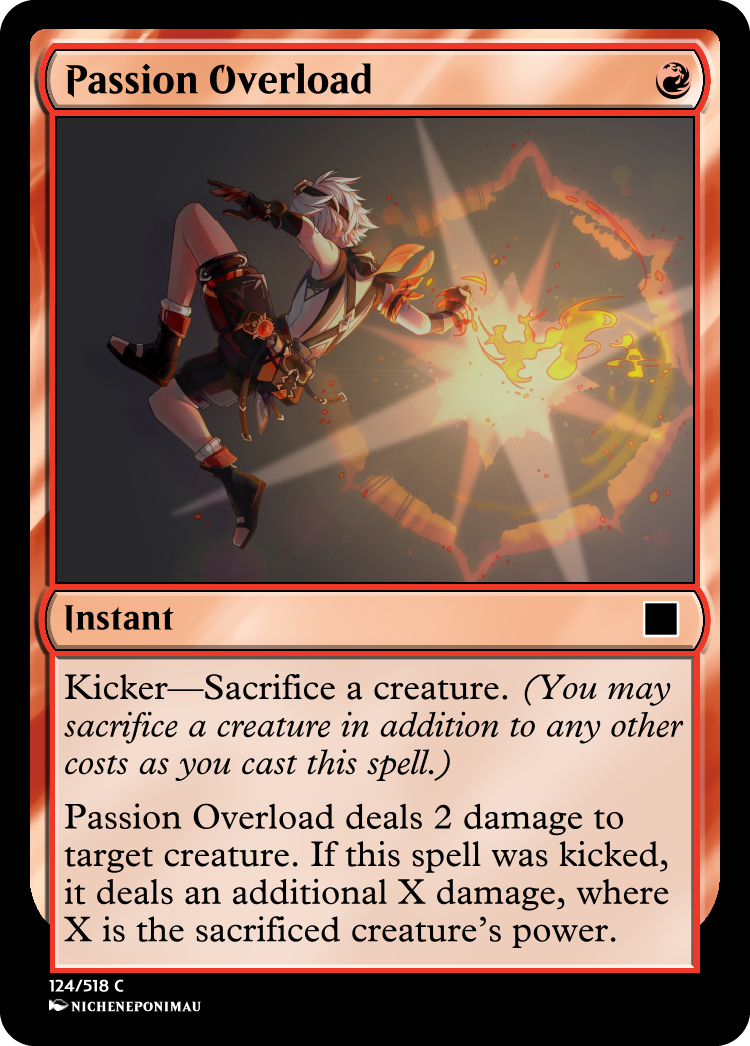 Passion Overload
Instant
Kicker—Sacrifice a creature. (You may
sacrifice a creature in addition to any other
costs as you cast this spell.)
Passion Overload deals 2 damage to
target creature. If this spell was kicked,
it deals an additional X damage, where
X is the sacrificed creature’s power.
124/518 C
NICHENEPONIMAU